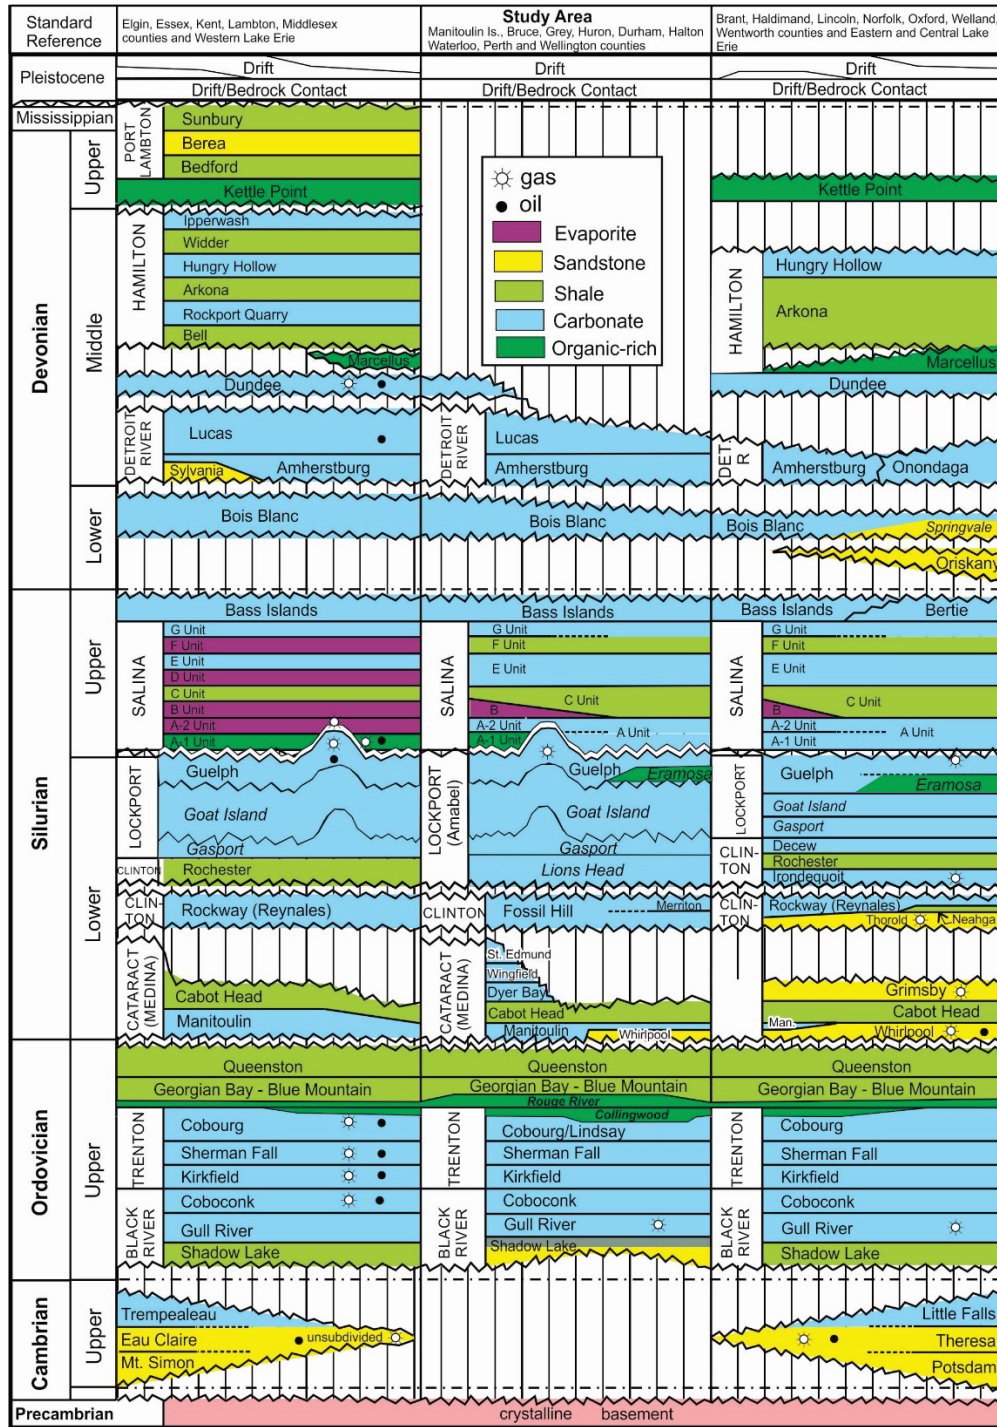 Standard
Reference
Elgin, Essex, Kent, Lambton, Middlesex
counties and Western Lake Erie
Study Area
Manitoulin Is., Bruce, Grey, Huron, Durham, Halton
Waterloo, Perth and Wellington counties
Brant, Haldimand, Lincoln, Norfolk, Oxford, Welland,
Wentworth counties and Eastern and Central Lake
Erie
Pleistocene
Drift
Drift
Drift
Drift/Bedrock Contact
Drift/Bedrock Contact
Drift/Bedrock Contact
Mississippian
Devonian
Upper
Middle
Lower
Silurian
Upper
Lower
Ordovician
Upper
Cambrian
Upper
Precambrian
PORT
LAMBTON
Sunbury
Berea
Bedford
Kettle Point
HAMILTON
Ipperwash
Widder
Hungry Hollow
Arkona
Rockport Quarry
Bell
Marcellus
Dundee
DETROIT
RIVER
Lucas
Sylvania
Amherstburg
Bois Blanc
Bass Islands
SALINA
G Unit
F Unit
E Unit
D Unit
C Unit
B Unit
A-2 Unit
A-1 Unit
LOCKPORT
Guelph
Goat Island
Gasport
CLINTON
Rochester
CLIN-
TON
Rockway (Reynales)
CATARACT
(MEDINA)
Cabot Head
Manitoulin
Queenston
Georgian Bay - Blue Mountain
TRENTON
Cobourg
Sherman Fall
Kirkfield
BLACK
RIVER
Coboconk
Gull River
Shadow Lake
Trempealeau
Eau Claire
unsubdivided
Mt. Simon
gas
oil
Evaporite
Sandstone
Shale
Carbonate
Organic-rich
DETROIT
RIVER
Lucas
Amherstburg
Bois Blanc
Bass Islands
SALINA
G Unit
F Unit
E Unit
C Unit
B
A-2 Unit
A Unit
A-1 Unit
LOCKPORT
(Amabel)
Guelph
Eramosa
Goat Island
Gasport
Lions Head
CLINTON
Fossil Hill
Merriton
CATARACT
(MEDINA)
St. Edmund
Wingfield
Dyer Bay
Cabot Head
Manitoulin
Whirlpool
Queenston
Georgian Bay - Blue Mountain
Rouge River
Collingwood
TRENTON
Cobourg/Lindsay
Sherman Fall
Kirkfield
BLACK
RIVER
Coboconk
Gull River
Shadow Lake
Kettle Point
HAMILTON
Hungry Hollow
Arkona
Marcellus
Dundee
DET.
R
Amherstburg
Onondaga
Bois Blanc
Springvale
Oriskany
Bass Islands
Bertie
SALINA
G Unit
F Unit
E Unit
C Unit
B
A-2 Unit
A Unit
A-1 Unit
LOCKPORT
Guelph
Eramosa
Goat Island
Gasport
CLIN-
TON
Decew
Rochester
Irondequoit
CLIN-
TON
Rockway (Reynales)
Thorold
Neahga
Grimsby
Cabot Head
Man.
Whirlpool
Queenston
Georgian Bay - Blue Mountain
TRENTON
Cobourg
Sherman Fall
Kirkfield
BLACK
RIVER
Coboconk
Gull River
Shadow Lake
Little Falls
Theresa
Potsdam
crystalline basement